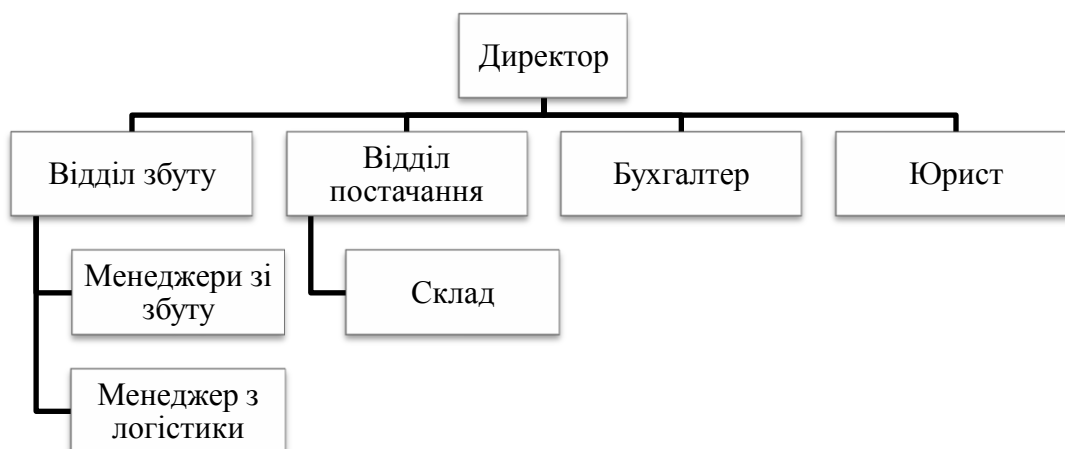 Директор
Відділ збуту
Відділ
постачання
Бухгалтер
Юрист
Менеджери зі
збуту
Склад
Менеджер з
логістики